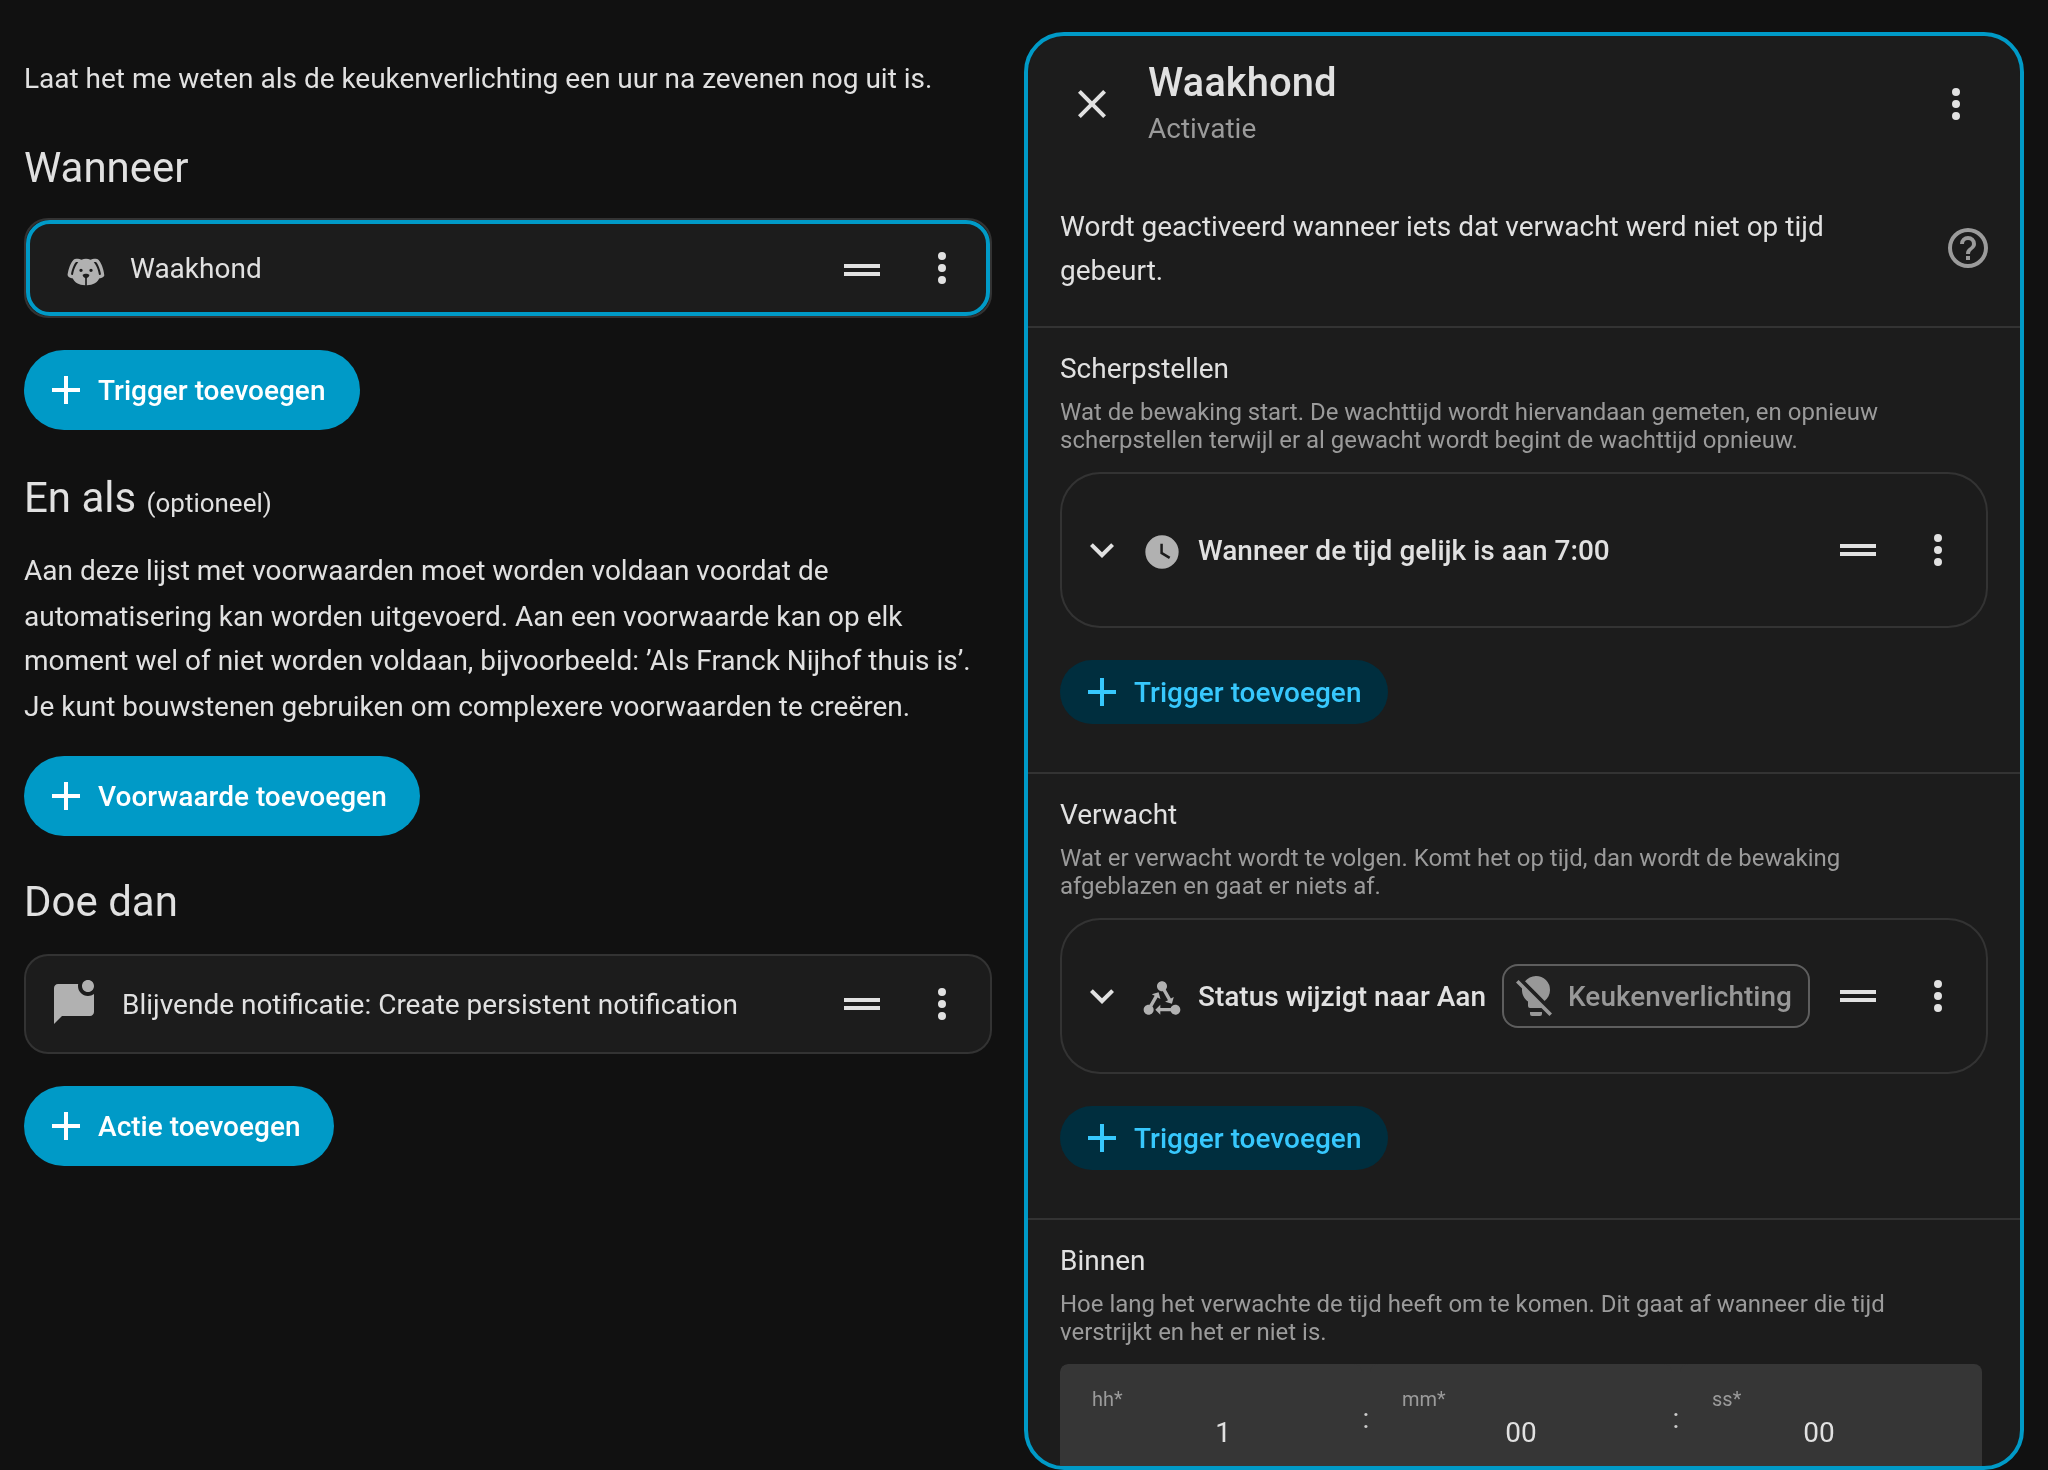 Laat het me weten als de keukenverlichting een uur na zevenen nog uit is.
Wanneer
Waakhond
Trigger toevoegen
En als (optioneel)
Aan deze lijst met voorwaarden moet worden voldaan voordat de
automatisering kan worden uitgevoerd. Aan een voorwaarde kan op elk
moment wel of niet worden voldaan, bijvoorbeeld: ’Als Franck Nijhof thuis is’.
Je kunt bouwstenen gebruiken om complexere voorwaarden te creëren.
Voorwaarde toevoegen
Doe dan
Blijvende notificatie: Create persistent notification
Actie toevoegen
Waakhond
Activatie
Wordt geactiveerd wanneer iets dat verwacht werd niet op tijd
gebeurt.
Scherpstellen
Wat de bewaking start. De wachttijd wordt hiervandaan gemeten, en opnieuw
scherpstellen terwijl er al gewacht wordt begint de wachttijd opnieuw.
Wanneer de tijd gelijk is aan 7:00
Trigger toevoegen
Verwacht
Wat er verwacht wordt te volgen. Komt het op tijd, dan wordt de bewaking
afgeblazen en gaat er niets af.
Status wijzigt naar Aan Keukenverlichting
Trigger toevoegen
Binnen
Hoe lang het verwachte de tijd heeft om te komen. Dit gaat af wanneer die tijd
verstrijkt en het er niet is.
hh* mm* ss*
1 : 00 : 00